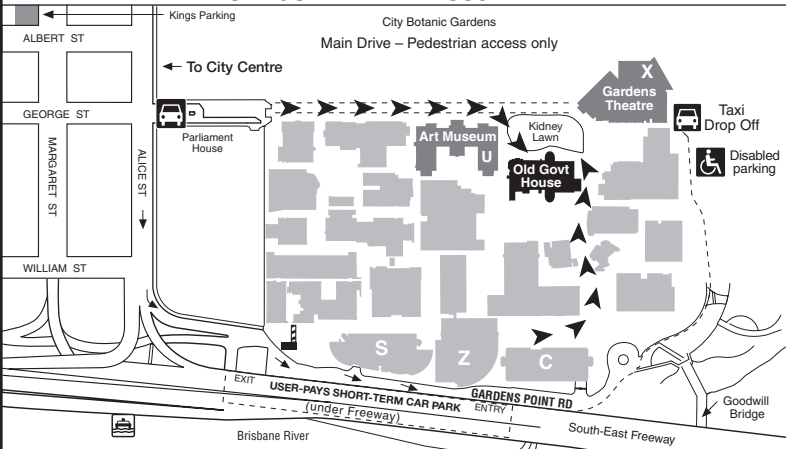 Kings Parking
City Botanic Gardens
ALBERT ST
Main Drive – Pedestrian access only
To City Centre
X
Gardens
Theatre
GEORGE ST
Parliament
House
Art Museum
U
Kidney
Lawn
Taxi
Drop Off
Old Govt
House
Disabled
parking
MARGARET ST
ALICE ST
WILLIAM ST
S
Z
C
EXIT
USER-PAYS SHORT-TERM CAR PARK
(under Freeway)
GARDENS POINT RD
ENTRY
Goodwill
Bridge
Brisbane River
South-East Freeway